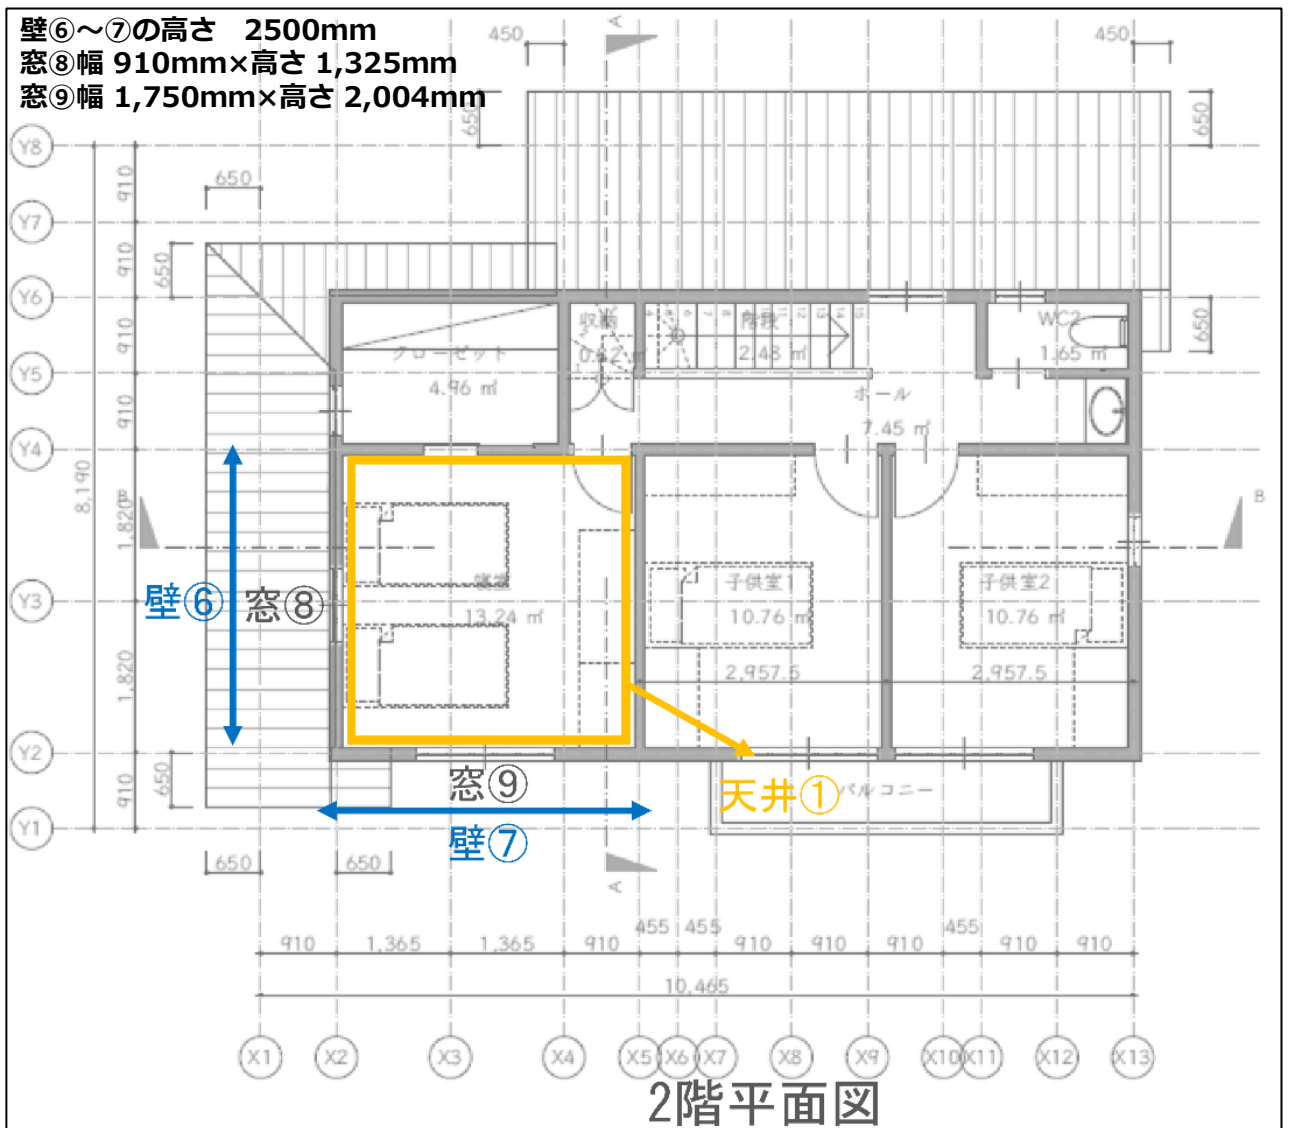 壁⑥～⑦の高さ　2500mm
窓⑧幅 910mm×高さ 1,325mm
窓⑨幅 1,750mm×高さ 2,004mm
450
A
450
650
650
Y8
910
650
Y7
910
650
Y6
910
650
収納
階段
2.48 ㎡
WC2
1.65 ㎡
クローゼット
4.96 ㎡
Y5
910
ホール
7.45 ㎡
Y4
8,190
1,820
B
壁⑥
窓⑧
寝室
13.24 ㎡
子供室1
10.76 ㎡
子供室2
10.76 ㎡
Y3
1,820
2,957.5
2,957.5
Y2
910
650
窓⑨
天井①
バルコニー
Y1
壁⑦
650
650
A
910
1,365
1,365
910
455
455
910
910
910
455
910
910
10,465
X1
X2
X3
X4
X5
X6
X7
X8
X9
X10
X11
X12
X13
2階平面図